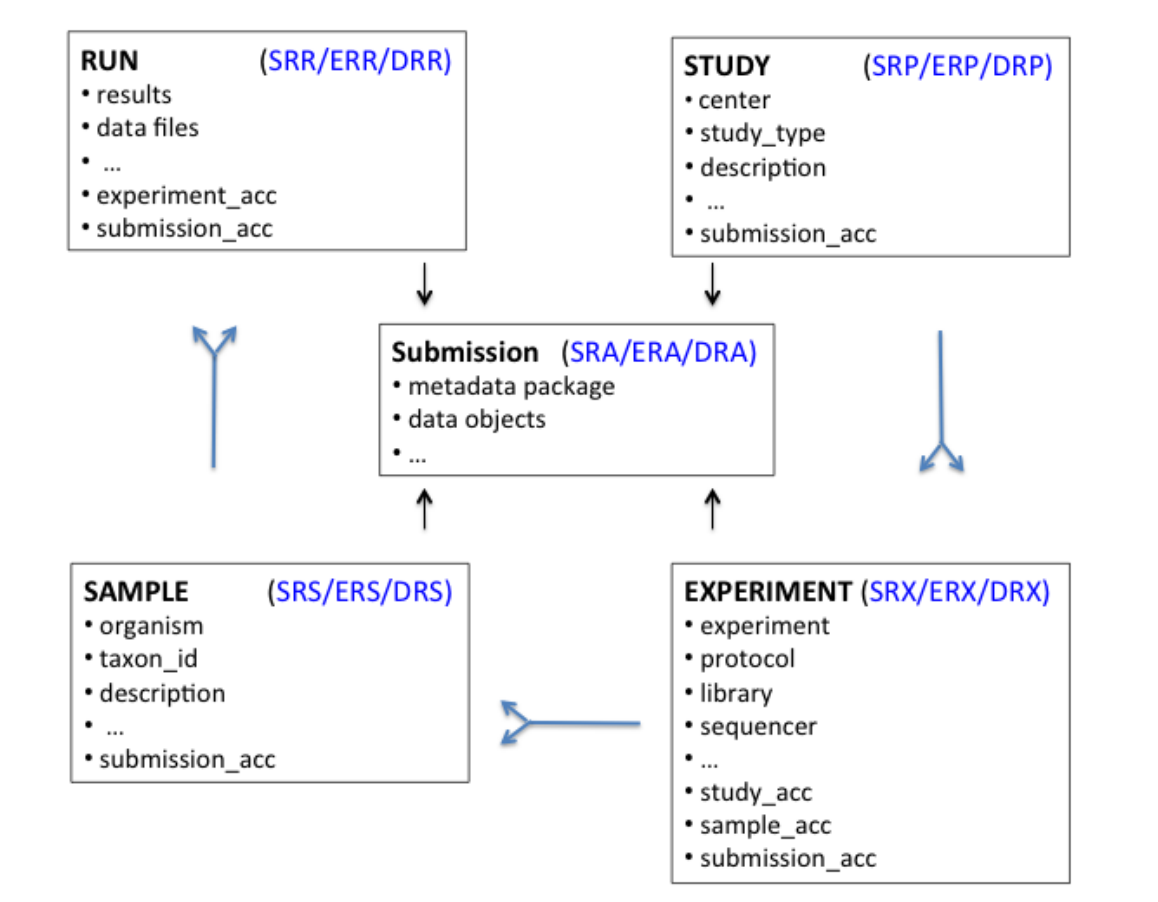 RUN (SRR/ERR/DRR)
• results
• data files
• ...
• experiment_acc
• submission_acc
STUDY (SRP/ERP/DRP)
• center
• study_type
• description
• ...
• submission_acc
Submission (SRA/ERA/DRA)
• metadata package
• data objects
• ...
SAMPLE (SRS/ERS/DRS)
• organism
• taxon_id
• description
• ...
• submission_acc
EXPERIMENT (SRX/ERX/DRX)
• experiment
• protocol
• library
• sequencer
• ...
• study_acc
• sample_acc
• submission_acc